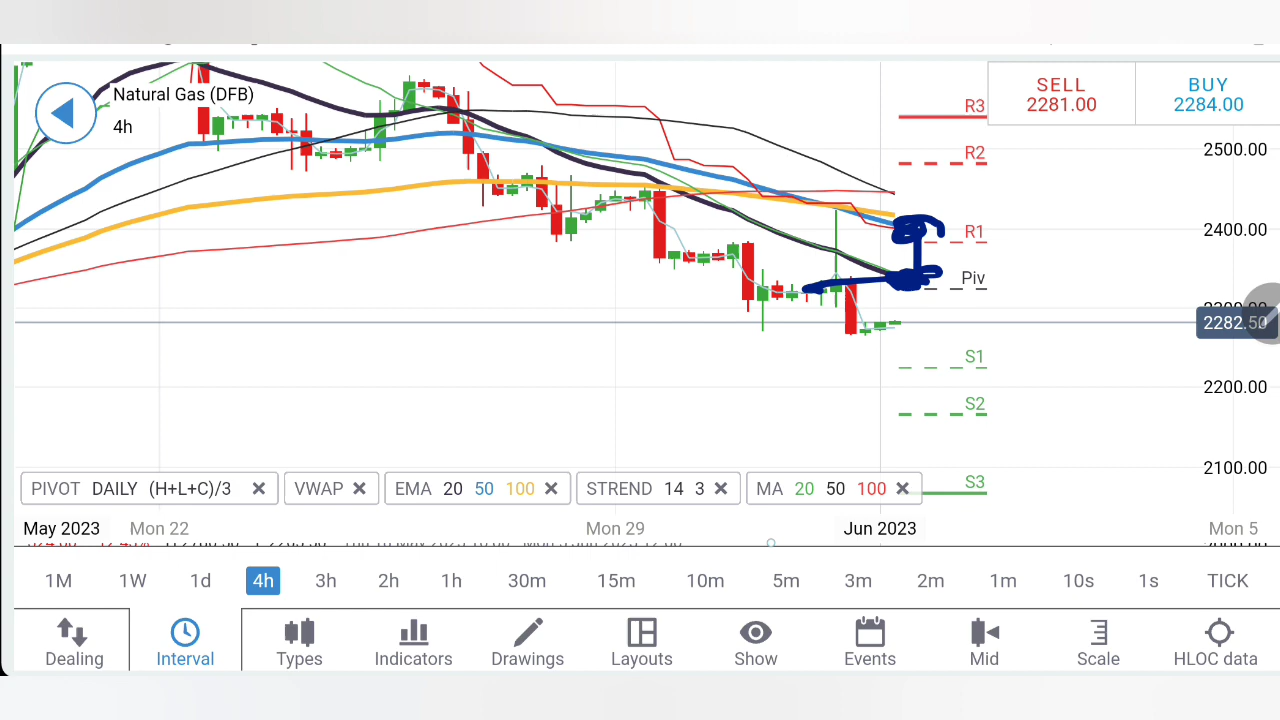 Natural Gas (DFB)
4h
SELL
2281.00
BUY
2284.00
R3
R2
R1
Piv
S1
S2
S3
2500.00
2400.00
2282.50
2200.00
2100.00
PIVOT DAILY (H+L+C)/3 ✕
VWAP ✕
EMA 20 50 100 ✕
STREND 14 3 ✕
MA 20 50 100 ✕
May 2023 Mon 22 Mon 29 Jun 2023 Mon 5
1M 1W 1d 4h 3h 2h 1h 30m 15m 10m 5m 3m 2m 1m 10s 1s TICK
Dealing Interval Types Indicators Drawings Layouts Show Events Mid Scale HLOC data